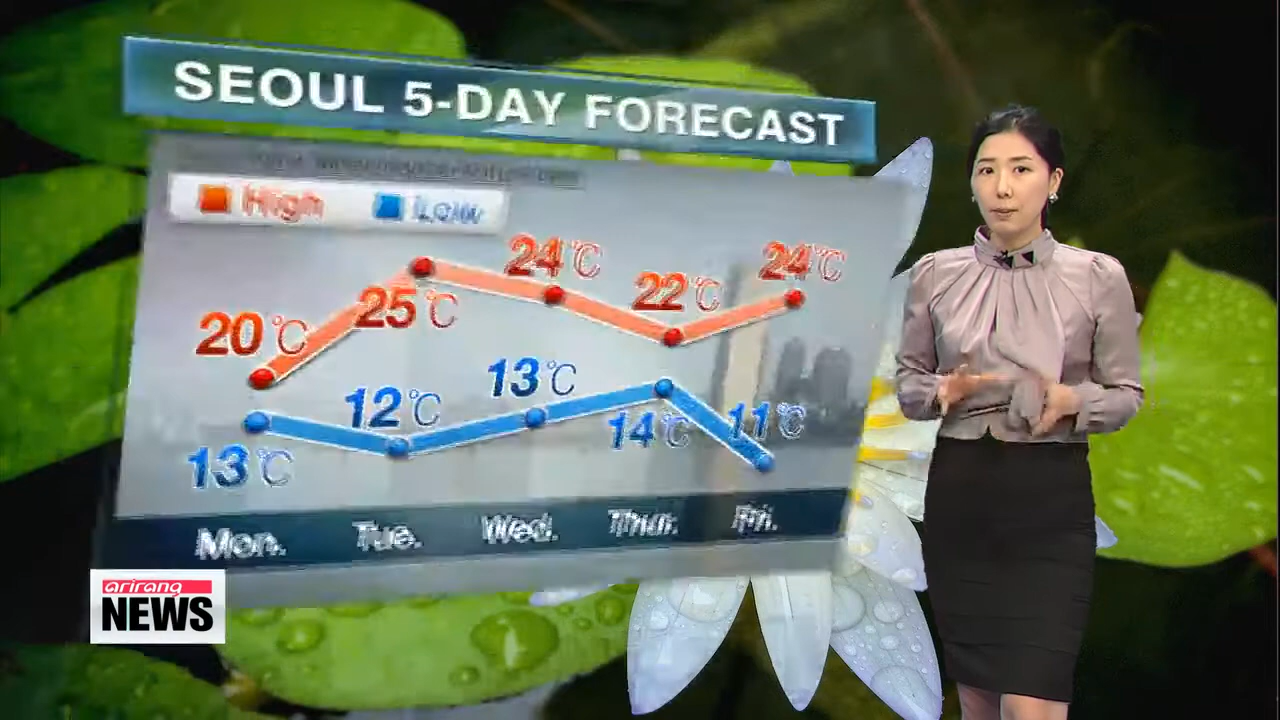 SEOUL 5-DAY FORECAST
High Low
20℃ 25℃ 24℃ 22℃ 24℃
13℃ 12℃ 13℃ 14℃ 11℃
Mon. Tue. Wed. Thur. Fri.
arirang
NEWS